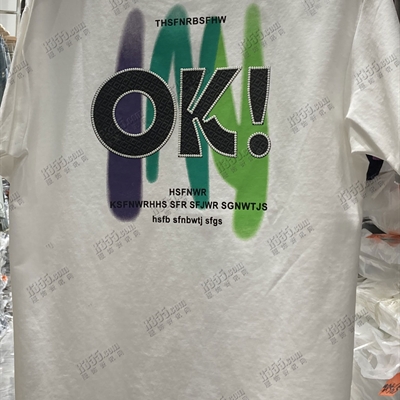 THSFNRBSFHW
OK!
HSFNWR
KSFNWRHHS SFR SFJWR SGNWTJS
hsfb sfnbwtj sfgs